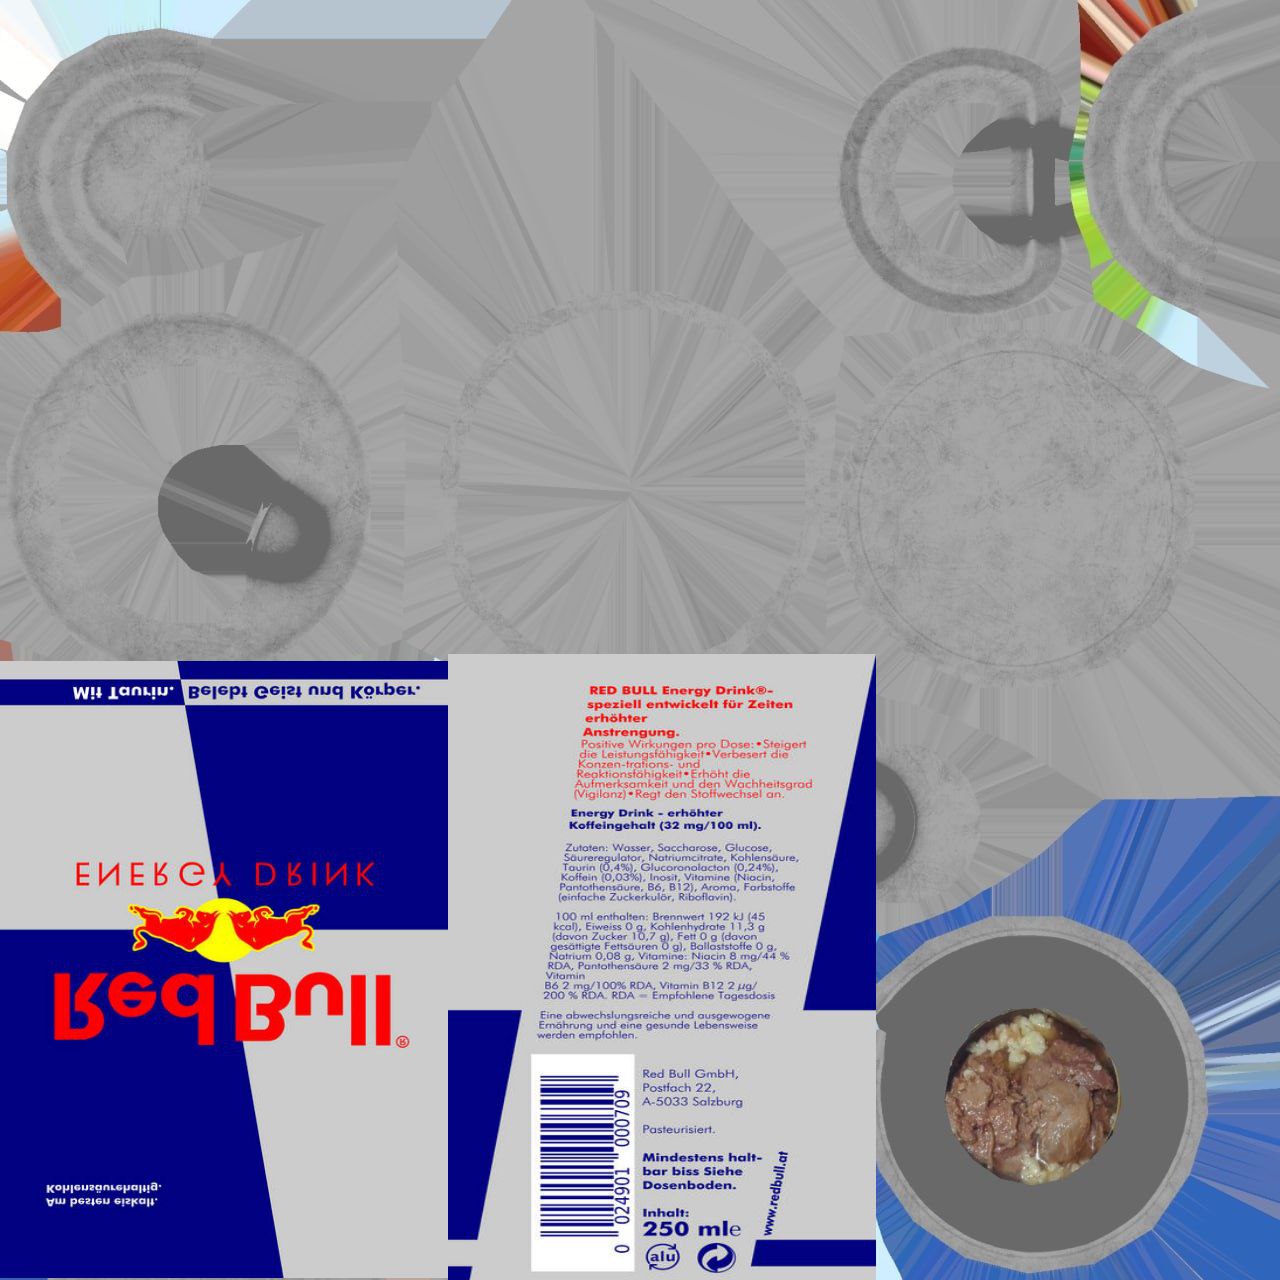 Mit Taurin. Belebt Geist und Körper.
ENERGY DRINK
Red Bull®
Kohlensäurehaltig.
Am besten eiskalt.
RED BULL Energy Drink®-
speziell entwickelt für Zeiten
erhöhter
Anstrengung.
Positive Wirkungen pro Dose:•Steigert
die Leistungsfähigkeit•Verbesert die
Konzen-trations- und
Reaktionsfähigkeit•Erhöht die
Aufmerksamkeit und den Wachheitsgrad
(Vigilanz)•Regt den Stoffwechsel an.
Energy Drink - erhöhter
Koffeingehalt (32 mg/100 ml).
Zutaten: Wasser, Saccharose, Glucose,
Säureregulator, Natriumcitrate, Kohlensäure,
Taurin (0,4%), Glucoronolacton (0,24%),
Koffein (0,03%), Inosit, Vitamine (Niacin,
Pantothensäure, B6, B12), Aroma, Farbstoffe
(einfache Zuckerkulör, Riboflavin).
100 ml enthalten: Brennwert 192 kJ (45
kcal), Eiweiss 0 g, Kohlenhydrate 11,3 g
(davon Zucker 10,7 g), Fett 0 g (davon
gesättigte Fettsäuren 0 g), Ballaststoffe 0 g,
Natrium 0,08 g, Vitamine: Niacin 8 mg/44 %
RDA, Pantothensäure 2 mg/33 % RDA,
Vitamin
B6 2 mg/100% RDA, Vitamin B12 2 µg/
200 % RDA. RDA = Empfohlene Tagesdosis
Eine abwechslungsreiche und ausgewogene
Ernährung und eine gesunde Lebensweise
werden empfohlen.
0 024901 000709
Red Bull GmbH,
Postfach 22,
A-5033 Salzburg
Pasteurisiert.
Mindestens halt-
bar biss Siehe
Dosenboden.
www.redbull.at
Inhalt:
250 mle
alu